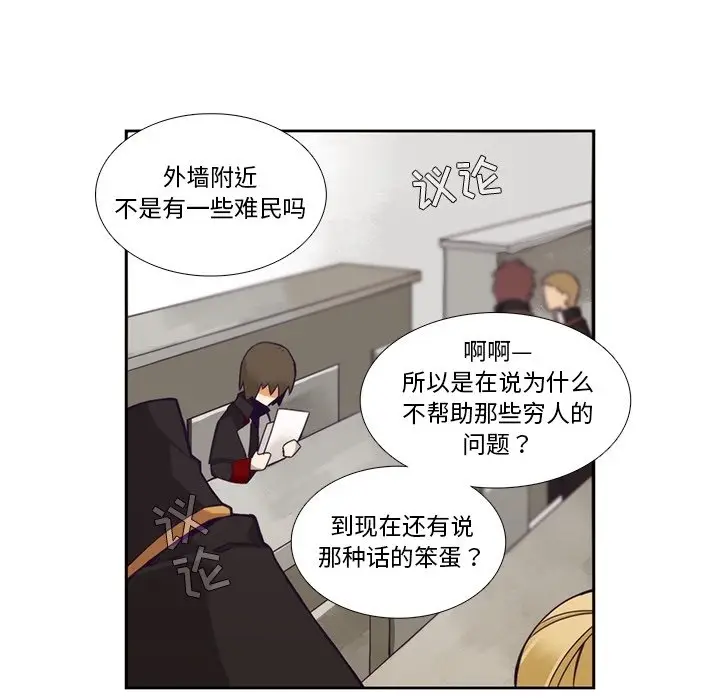 外墙附近
不是有一些难民吗
议论
啊啊—
所以是在说为什么
不帮助那些穷人的
问题？
到现在还有说
那种话的笨蛋？
议论